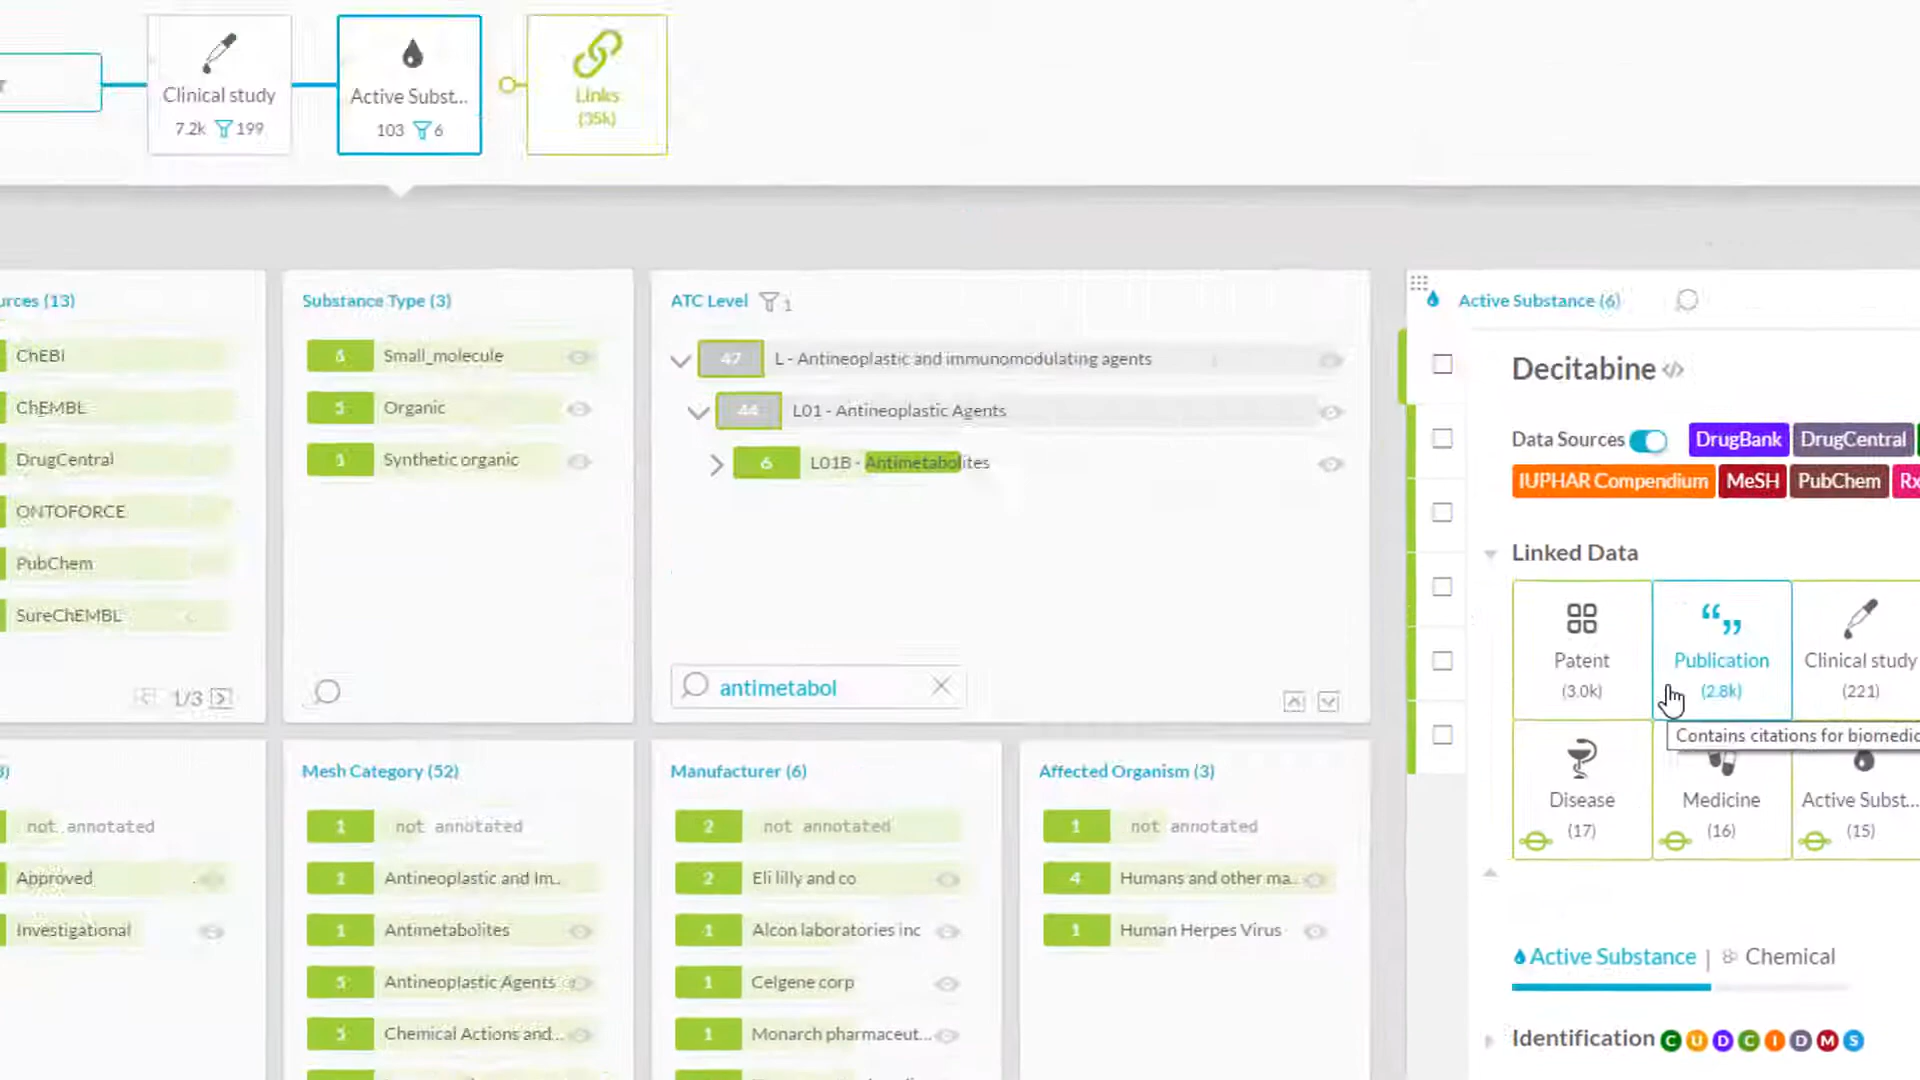 Clinical study
7.2k 199
Active Subst...
103 6
Links
(35k)
urces (13)
ChEBI
ChEMBL
DrugCentral
ONTOFORCE
PubChem
SureChEMBL
1/3
Substance Type (3)
6 Small_molecule
5 Organic
Synthetic organic
ATC Level 1
47 L - Antineoplastic and immunomodulating agents
44 L01 - Antineoplastic Agents
6 L01B - Antimetabolites
antimetabol
not annotated
Approved
Investigational
Mesh Category (52)
1 not annotated
1 Antineoplastic and Im...
1 Antimetabolites
5 Antineoplastic Agents
5 Chemical Actions and...
Manufacturer (6)
2 not annotated
2 Eli lilly and co
1 Alcon laboratories inc
1 Celgene corp
1 Monarch pharmaceut...
Affected Organism (3)
1 not annotated
4 Humans and other ma...
1 Human Herpes Virus
Active Substance (6)
Decitabine </>
Data Sources DrugBank DrugCentral
IUPHAR Compendium MeSH PubChem Rx
Linked Data
Patent
(3.0k)
Publication
(2.8k)
Clinical study
(221)
Contains citations for biomedic
Disease
(17)
Medicine
(16)
Active Subst...
(15)
Active Substance | Chemical
Identification C U D C I D M S